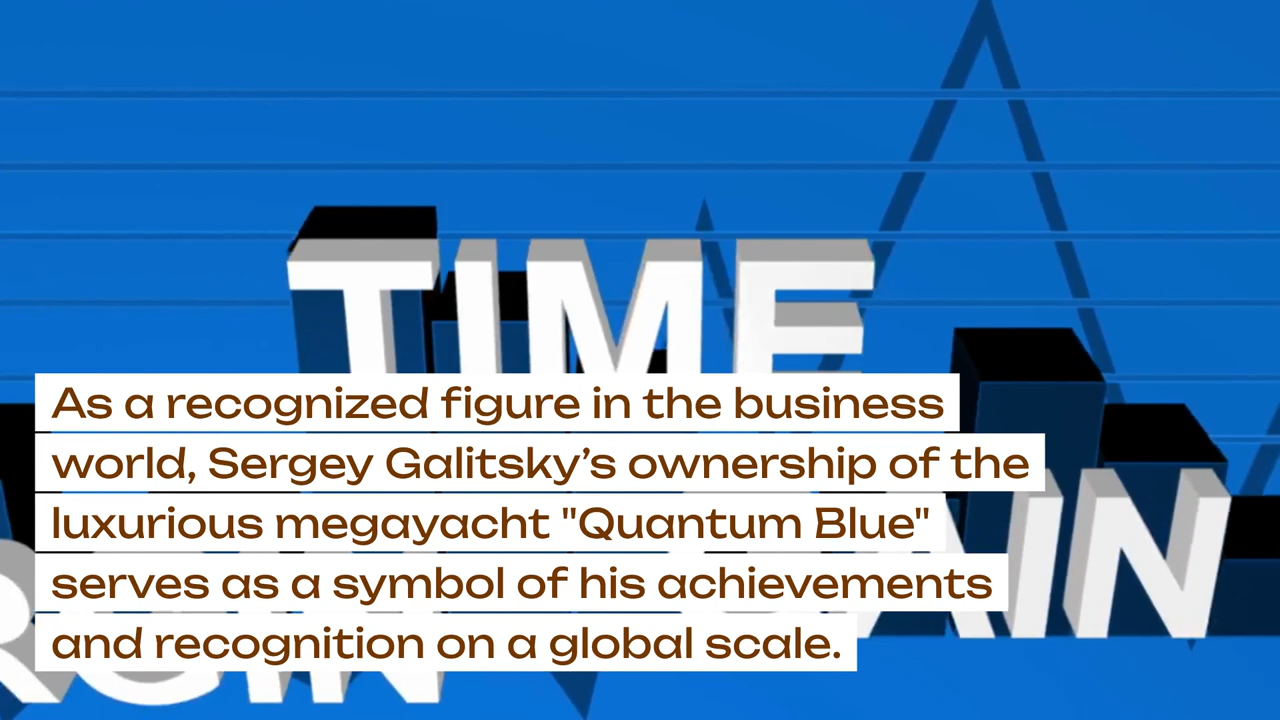 TIME
As a recognized figure in the business
world, Sergey Galitsky’s ownership of the
luxurious megayacht "Quantum Blue"
serves as a symbol of his achievements
and recognition on a global scale.